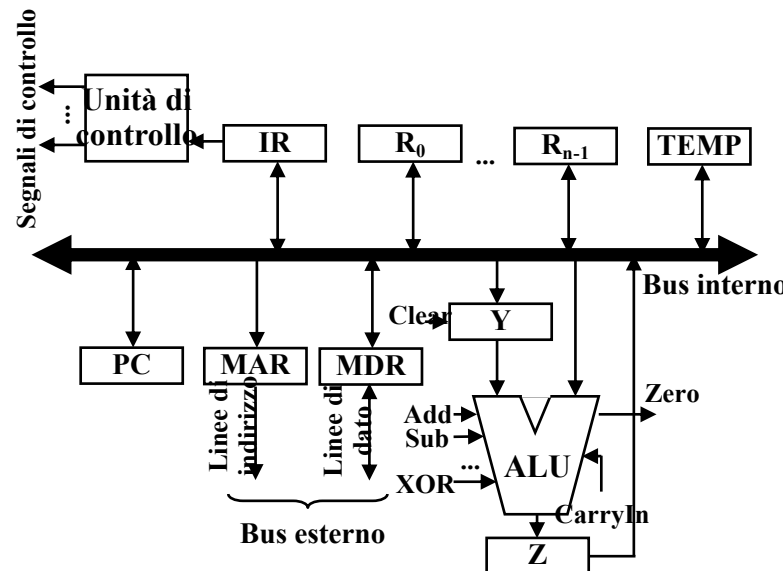 Segnali di controllo
...
Unità di
controllo
IR
R₀
...
Rₙ₋₁
TEMP
Bus interno
Clear
Y
PC
MAR
MDR
Linee di
indirizzo
Linee di
dato
Zero
Add
Sub
...
XOR
ALU
CarryIn
Bus esterno
Z